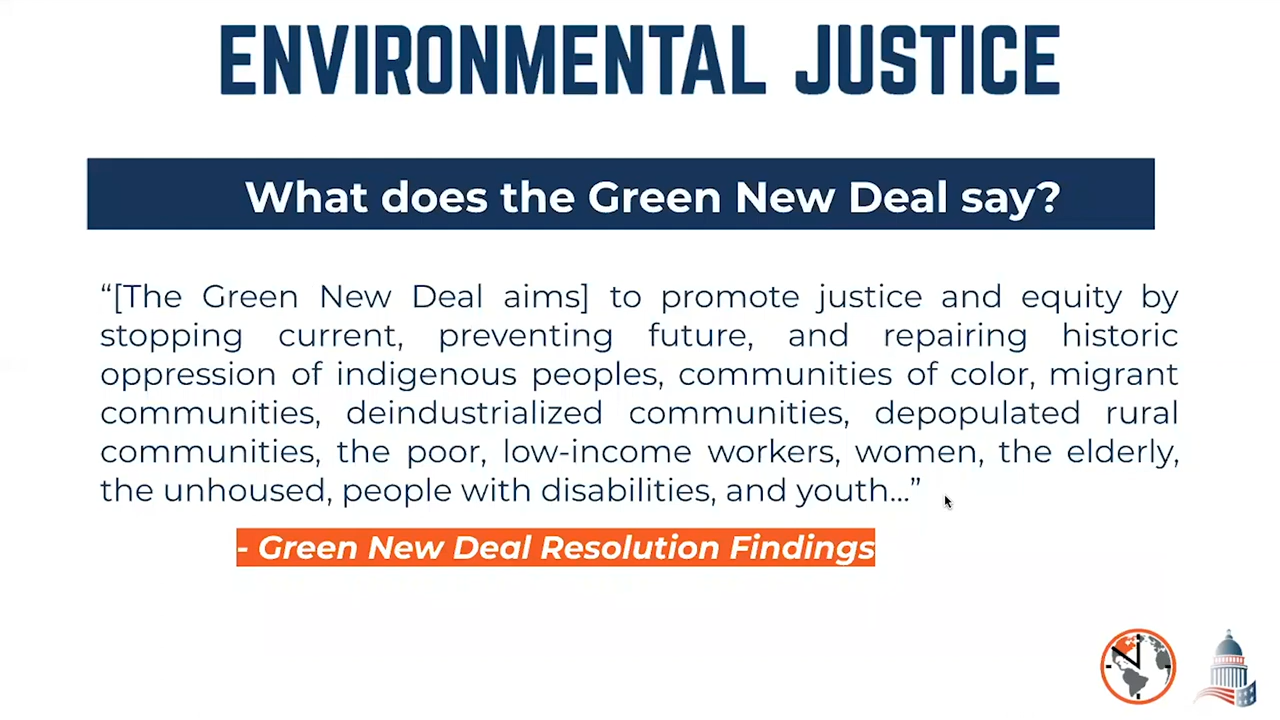 ENVIRONMENTAL JUSTICE
What does the Green New Deal say?
“[The Green New Deal aims] to promote justice and equity by
stopping current, preventing future, and repairing historic
oppression of indigenous peoples, communities of color, migrant
communities, deindustrialized communities, depopulated rural
communities, the poor, low-income workers, women, the elderly,
the unhoused, people with disabilities, and youth...”
- Green New Deal Resolution Findings